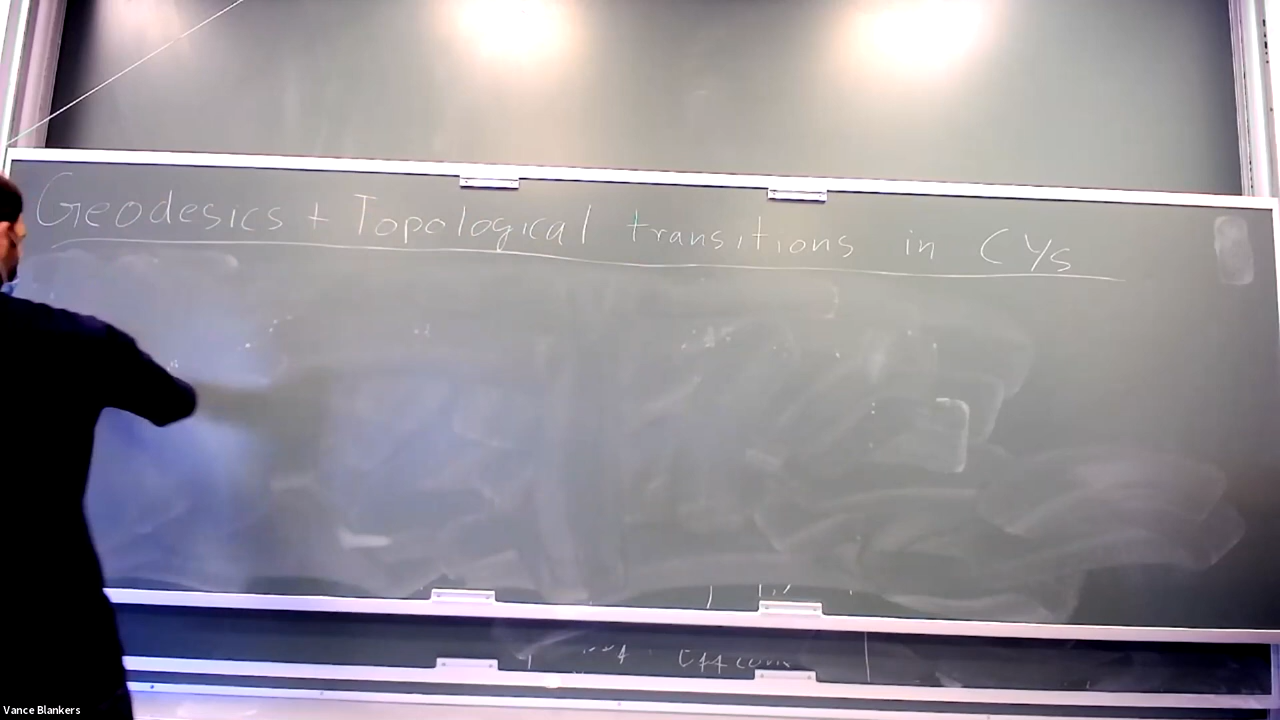 Geodesics + Topological transitions in CYs
Vance Blankers